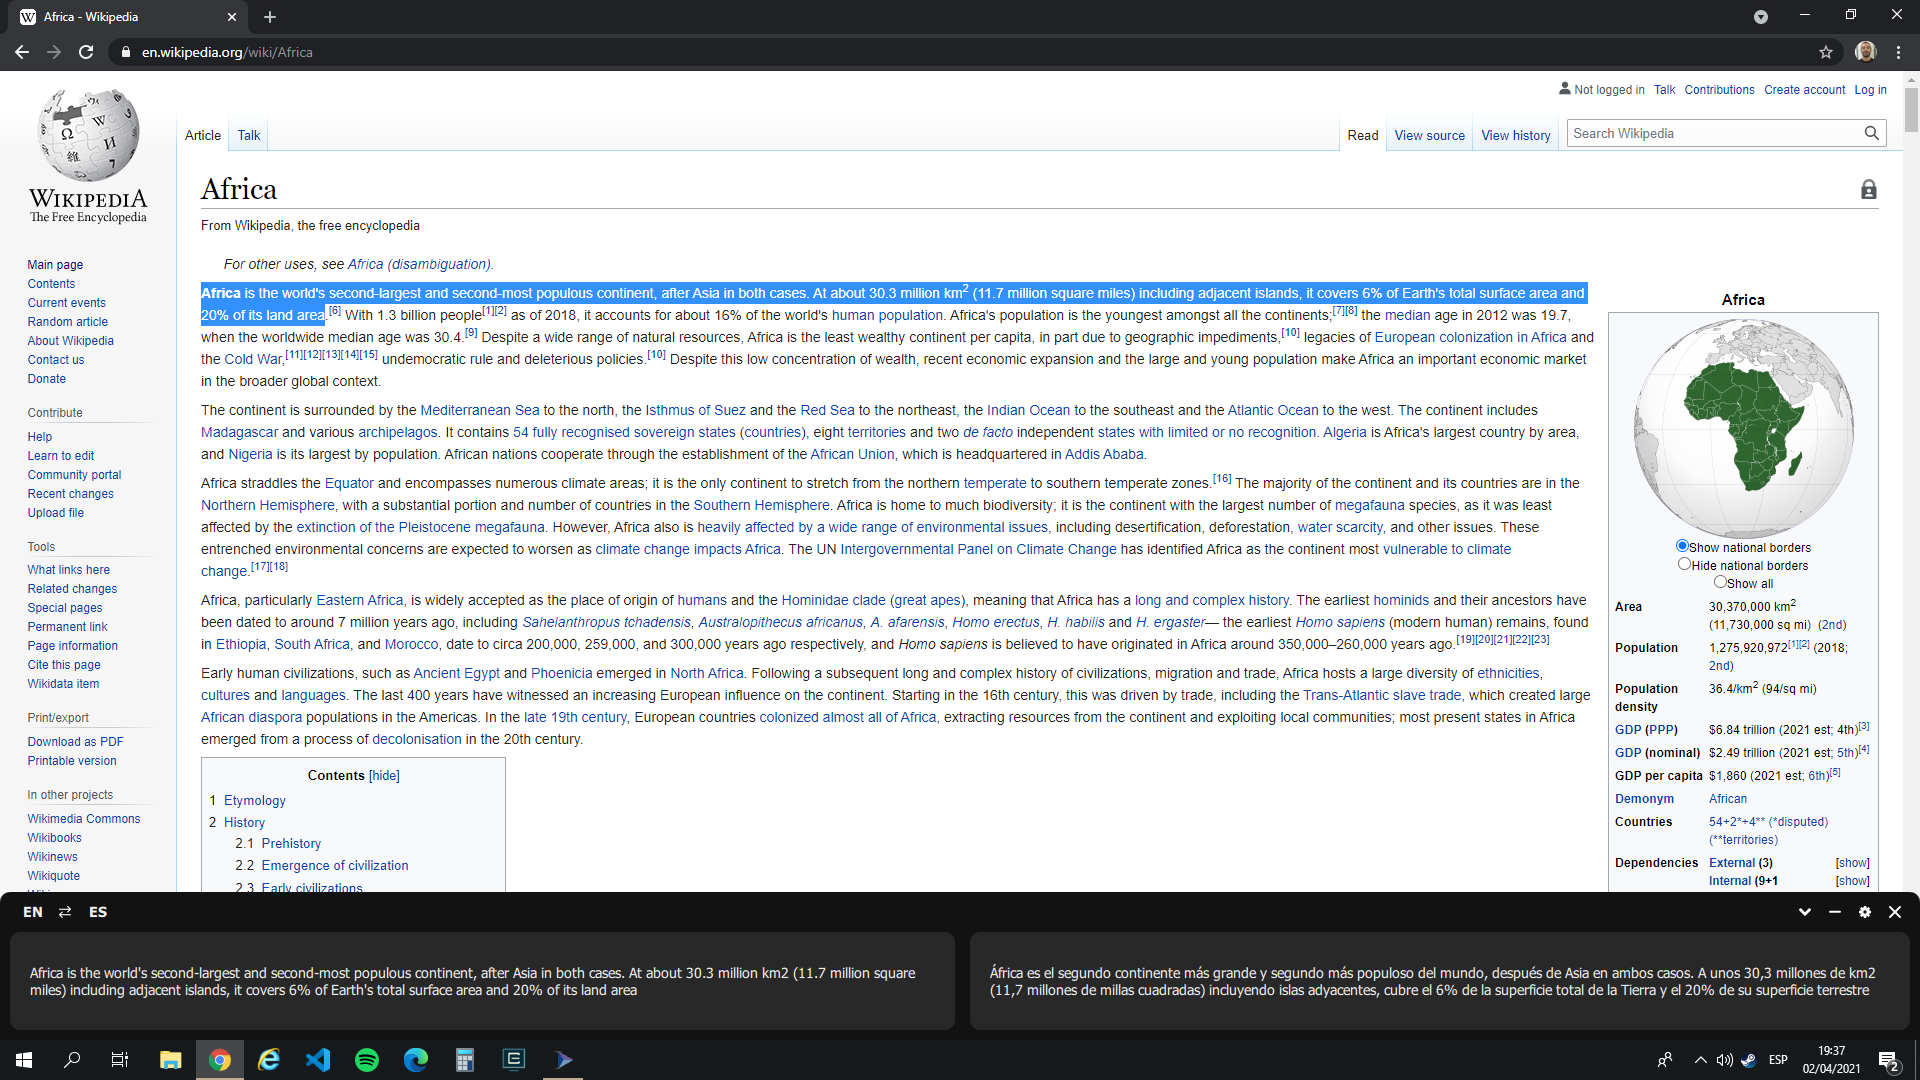 Africa - Wikipedia
en.wikipedia.org/wiki/Africa
Not logged in Talk Contributions Create account Log in
Article Talk Read View source View history Search Wikipedia
WIKIPEDIA
The Free Encyclopedia
Main page
Contents
Current events
Random article
About Wikipedia
Contact us
Donate
Contribute
Help
Learn to edit
Community portal
Recent changes
Upload file
Tools
What links here
Related changes
Special pages
Permanent link
Page information
Cite this page
Wikidata item
Print/export
Download as PDF
Printable version
In other projects
Wikimedia Commons
Wikibooks
Wikinews
Wikiquote
Africa
From Wikipedia, the free encyclopedia
For other uses, see Africa (disambiguation).
Africa is the world's second-largest and second-most populous continent, after Asia in both cases. At about 30.3 million km2 (11.7 million square miles) including adjacent islands, it covers 6% of Earth's total surface area and
20% of its land area.[6] With 1.3 billion people[1][2] as of 2018, it accounts for about 16% of the world's human population. Africa's population is the youngest amongst all the continents;[7][8] the median age in 2012 was 19.7,
when the worldwide median age was 30.4.[9] Despite a wide range of natural resources, Africa is the least wealthy continent per capita, in part due to geographic impediments,[10] legacies of European colonization in Africa and
the Cold War,[11][12][13][14][15] undemocratic rule and deleterious policies.[10] Despite this low concentration of wealth, recent economic expansion and the large and young population make Africa an important economic market
in the broader global context.
The continent is surrounded by the Mediterranean Sea to the north, the Isthmus of Suez and the Red Sea to the northeast, the Indian Ocean to the southeast and the Atlantic Ocean to the west. The continent includes
Madagascar and various archipelagos. It contains 54 fully recognised sovereign states (countries), eight territories and two de facto independent states with limited or no recognition. Algeria is Africa's largest country by area,
and Nigeria is its largest by population. African nations cooperate through the establishment of the African Union, which is headquartered in Addis Ababa.
Africa straddles the Equator and encompasses numerous climate areas; it is the only continent to stretch from the northern temperate to southern temperate zones.[16] The majority of the continent and its countries are in the
Northern Hemisphere, with a substantial portion and number of countries in the Southern Hemisphere. Africa is home to much biodiversity; it is the continent with the largest number of megafauna species, as it was least
affected by the extinction of the Pleistocene megafauna. However, Africa also is heavily affected by a wide range of environmental issues, including desertification, deforestation, water scarcity, and other issues. These
entrenched environmental concerns are expected to worsen as climate change impacts Africa. The UN Intergovernmental Panel on Climate Change has identified Africa as the continent most vulnerable to climate
change.[17][18]
Africa, particularly Eastern Africa, is widely accepted as the place of origin of humans and the Hominidae clade (great apes), meaning that Africa has a long and complex history. The earliest hominids and their ancestors have
been dated to around 7 million years ago, including Sahelanthropus tchadensis, Australopithecus africanus, A. afarensis, Homo erectus, H. habilis and H. ergaster— the earliest Homo sapiens (modern human) remains, found
in Ethiopia, South Africa, and Morocco, date to circa 200,000, 259,000, and 300,000 years ago respectively, and Homo sapiens is believed to have originated in Africa around 350,000–260,000 years ago.[19][20][21][22][23]
Early human civilizations, such as Ancient Egypt and Phoenicia emerged in North Africa. Following a subsequent long and complex history of civilizations, migration and trade, Africa hosts a large diversity of ethnicities,
cultures and languages. The last 400 years have witnessed an increasing European influence on the continent. Starting in the 16th century, this was driven by trade, including the Trans-Atlantic slave trade, which created large
African diaspora populations in the Americas. In the late 19th century, European countries colonized almost all of Africa, extracting resources from the continent and exploiting local communities; most present states in Africa
emerged from a process of decolonisation in the 20th century.
Contents [hide]
1 Etymology
2 History
2.1 Prehistory
2.2 Emergence of civilization
2.3 Early civilizations
Africa
Show national borders
Hide national borders
Show all
Area 30,370,000 km2
(11,730,000 sq mi) (2nd)
Population 1,275,920,972[1][2] (2018;
2nd)
Population 36.4/km2 (94/sq mi)
density
GDP (PPP) $6.84 trillion (2021 est; 4th)[3]
GDP (nominal) $2.49 trillion (2021 est; 5th)[4]
GDP per capita $1,860 (2021 est; 6th)[5]
Demonym African
Countries 54+2*+4** (*disputed)
(**territories)
Dependencies External (3) [show]
Internal (9+1 [show]
EN ES
Africa is the world's second-largest and second-most populous continent, after Asia in both cases. At about 30.3 million km2 (11.7 million square
miles) including adjacent islands, it covers 6% of Earth's total surface area and 20% of its land area
África es el segundo continente más grande y segundo más populoso del mundo, después de Asia en ambos casos. A unos 30,3 millones de km2
(11,7 millones de millas cuadradas) incluyendo islas adyacentes, cubre el 6% de la superficie total de la Tierra y el 20% de su superficie terrestre
ESP
19:37
02/04/2021
2